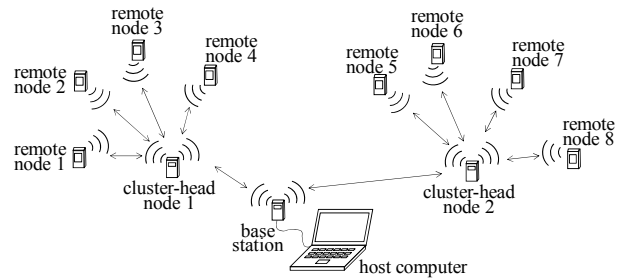 remote
node 3
remote
node 6
remote
node 2
remote
node 4
remote
node 5
remote
node 7
remote
node 1
remote
node 8
cluster-head
node 1
cluster-head
node 2
base
station
host computer